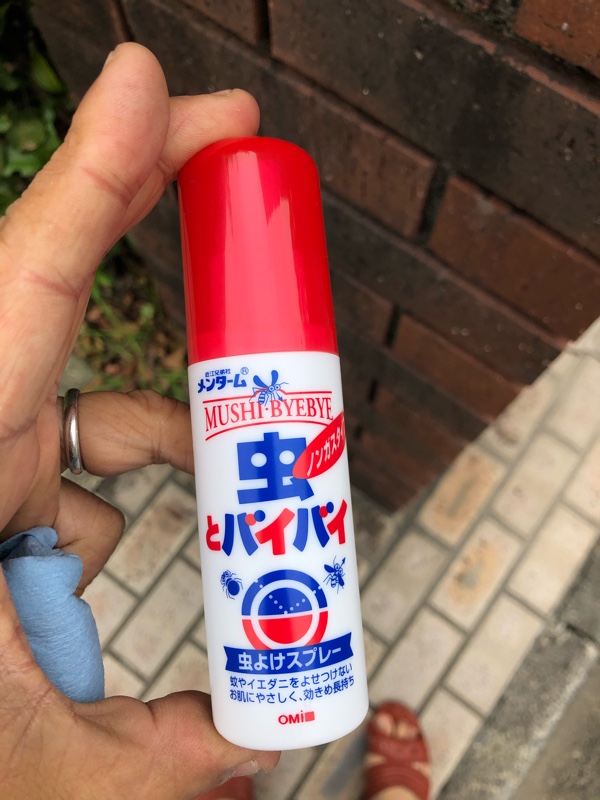 近江兄弟社
メンターム®
MUSHI·BYEBYE
ノンガスタイ
虫
とバイバイ
虫よけスプレー
蚊やイエダニをよせつけない
お肌にやさしく、効きめ長持ち
OMi